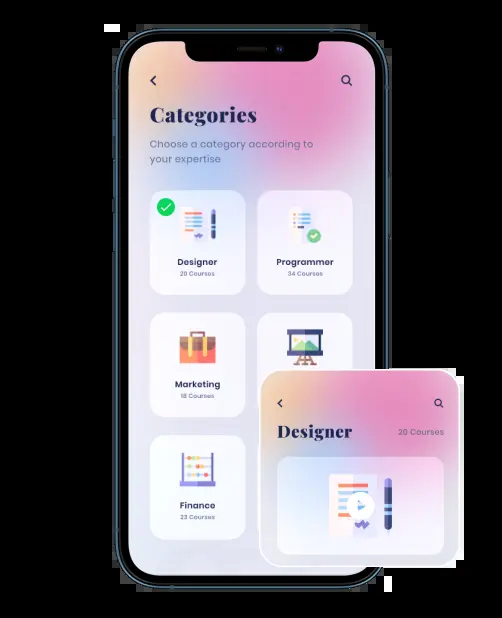 Categories
Choose a category according to
your expertise
Designer
20 Courses
Programmer
34 Courses
Marketing
18 Courses
Finance
23 Courses
Designer
20 Courses